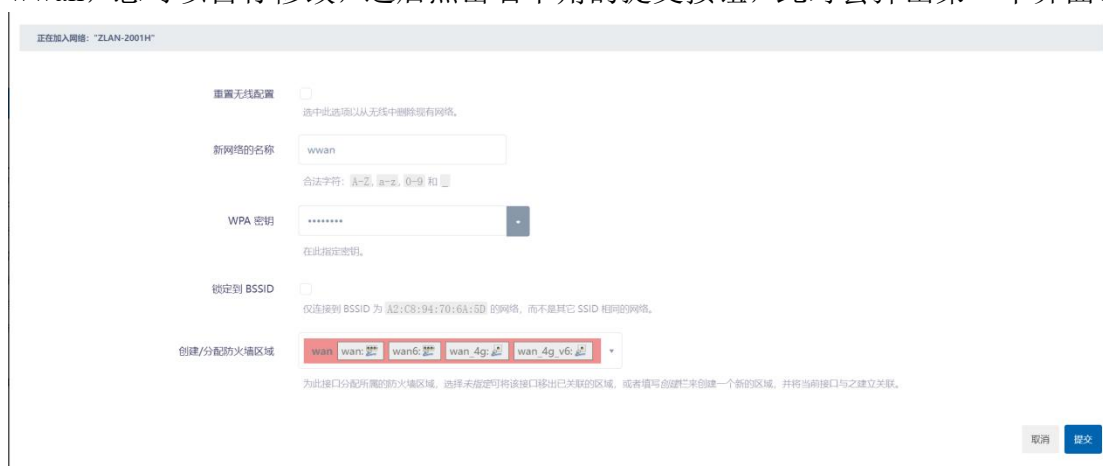 正在加入网络: "ZLAN-2001H"
重置无线配置
选中此选项以从无线中删除现有网络。
新网络的名称 wwan
合法字符: A-Z, a-z, 0-9 和 _
WPA 密钥 ••••••••
在此指定密钥。
锁定到 BSSID
仅连接到 BSSID 为 A2:C8:94:70:6A:5D 的网络，而不是其它 SSID 相同的网络。
创建/分配防火墙区域 wan wan: wan6: wan_4g: wan_4g_v6:
为此接口分配所属的防火墙区域，选择未指定可将该接口移出已关联的区域，或者填写创建栏来创建一个新的区域，并将当前接口与之建立关联。
取消 提交